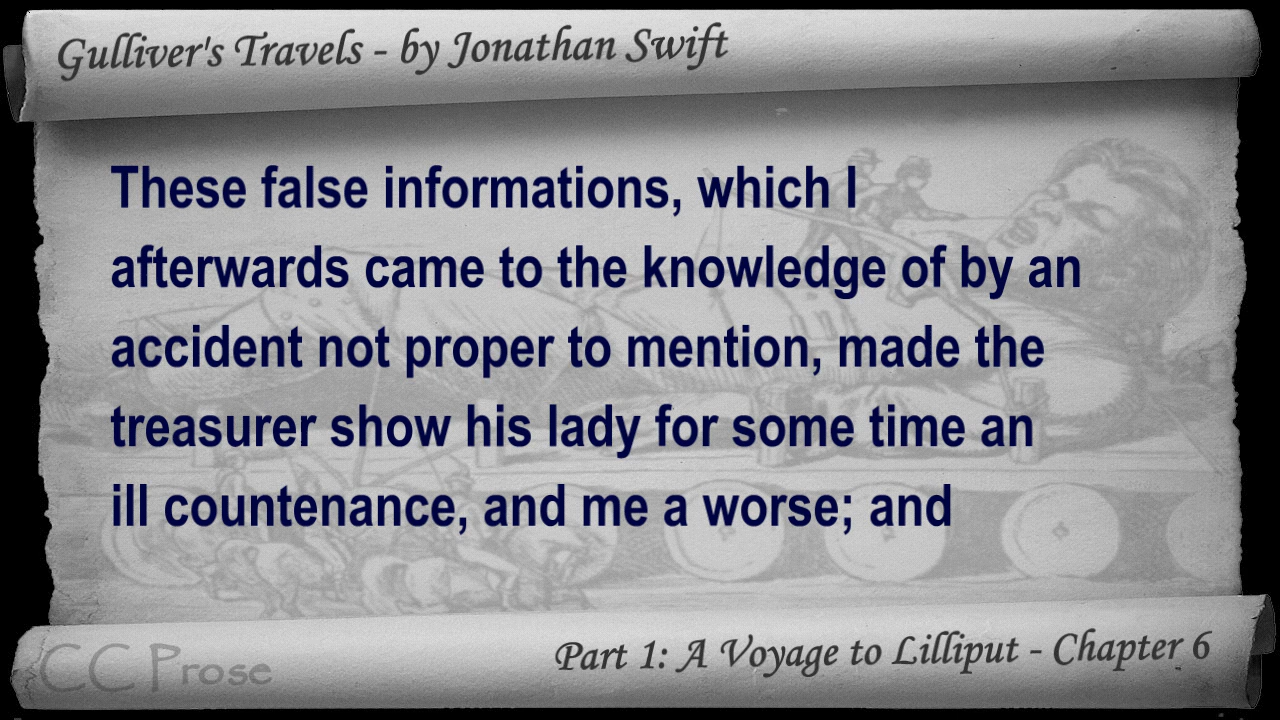 Gulliver's Travels - by Jonathan Swift
These false informations, which I
afterwards came to the knowledge of by an
accident not proper to mention, made the
treasurer show his lady for some time an
ill countenance, and me a worse; and
CC Prose
Part 1: A Voyage to Lilliput - Chapter 6